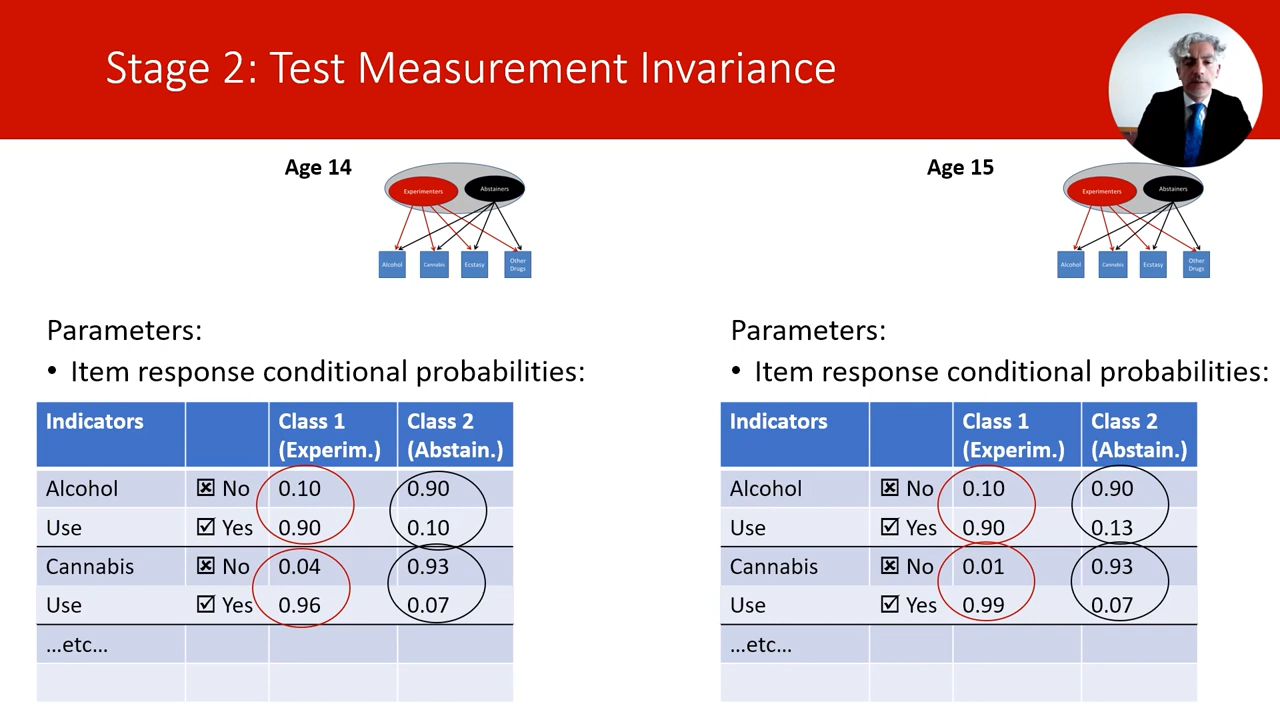 Stage 2: Test Measurement Invariance
Age 14
Experimenters
Abstainers
Alcohol
Cannabis
Ecstasy
Other
Drugs
Age 15
Experimenters
Abstainers
Alcohol
Cannabis
Ecstasy
Other
Drugs
Parameters:
• Item response conditional probabilities:
Indicators Class 1 Class 2
(Experim.) (Abstain.)
Alcohol ☒ No 0.10 0.90
Use ☑ Yes 0.90 0.10
Cannabis ☒ No 0.04 0.93
Use ☑ Yes 0.96 0.07
...etc...
Parameters:
• Item response conditional probabilities:
Indicators Class 1 Class 2
(Experim.) (Abstain.)
Alcohol ☒ No 0.10 0.90
Use ☑ Yes 0.90 0.13
Cannabis ☒ No 0.01 0.93
Use ☑ Yes 0.99 0.07
...etc...